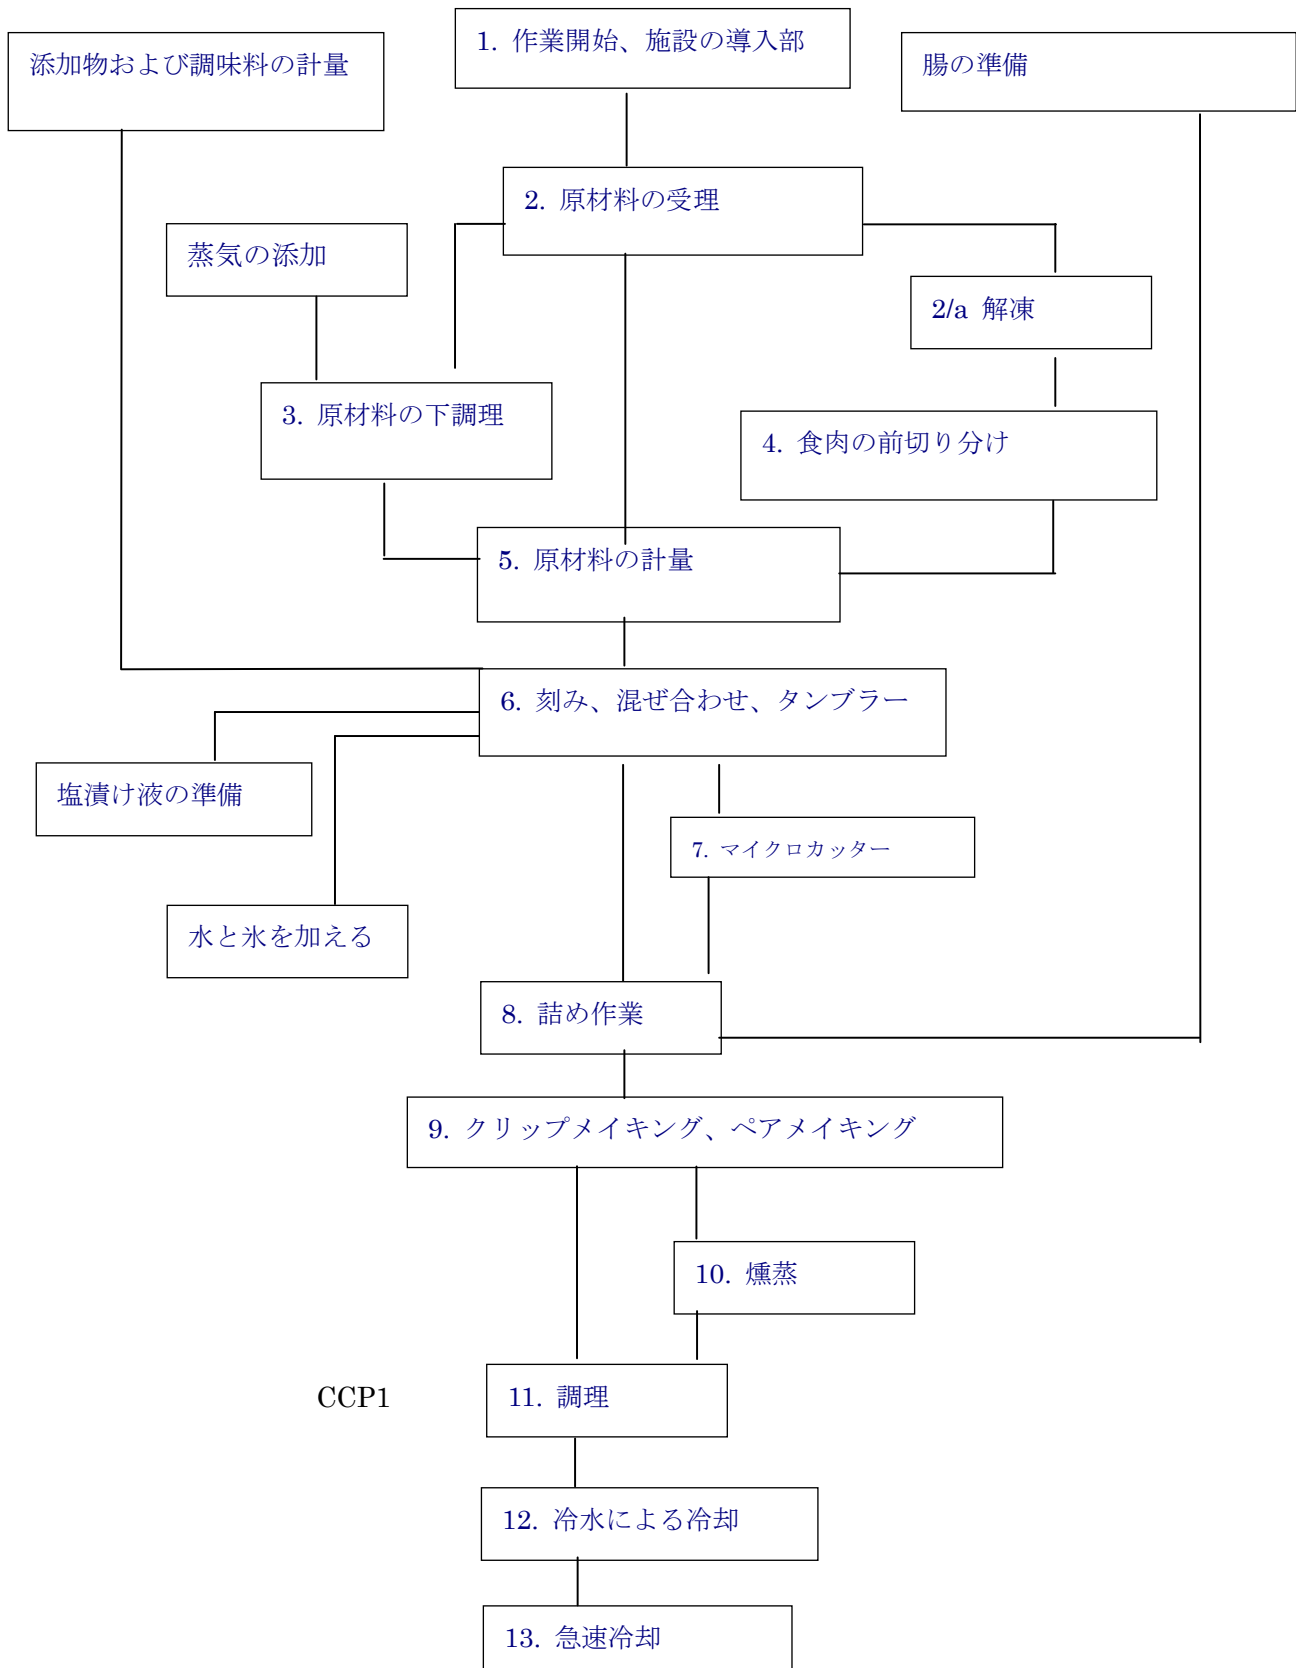 1. 作業開始、施設の導入部
添加物および調味料の計量
腸の準備
2. 原材料の受理
蒸気の添加
2/a 解凍
3. 原材料の下調理
4. 食肉の前切り分け
5. 原材料の計量
6. 刻み、混ぜ合わせ、タンブラー
塩漬け液の準備
7. マイクロカッター
水と氷を加える
8. 詰め作業
9. クリップメイキング、ペアメイキング
10. 燻蒸
CCP1
11. 調理
12. 冷水による冷却
13. 急速冷却